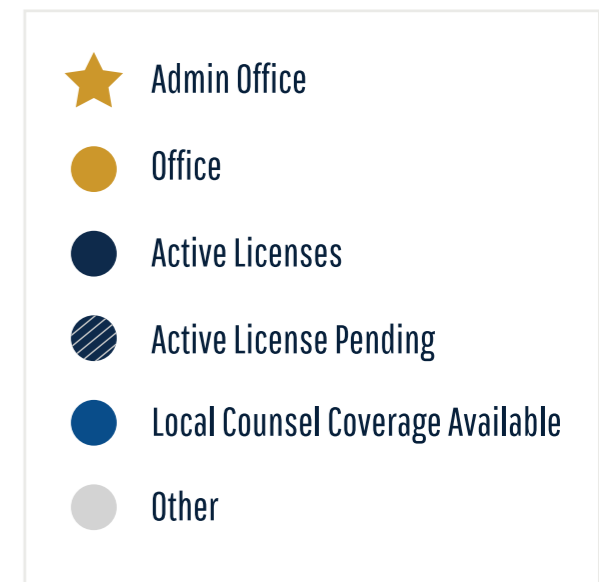 Admin Office
Office
Active Licenses
Active License Pending
Local Counsel Coverage Available
Other